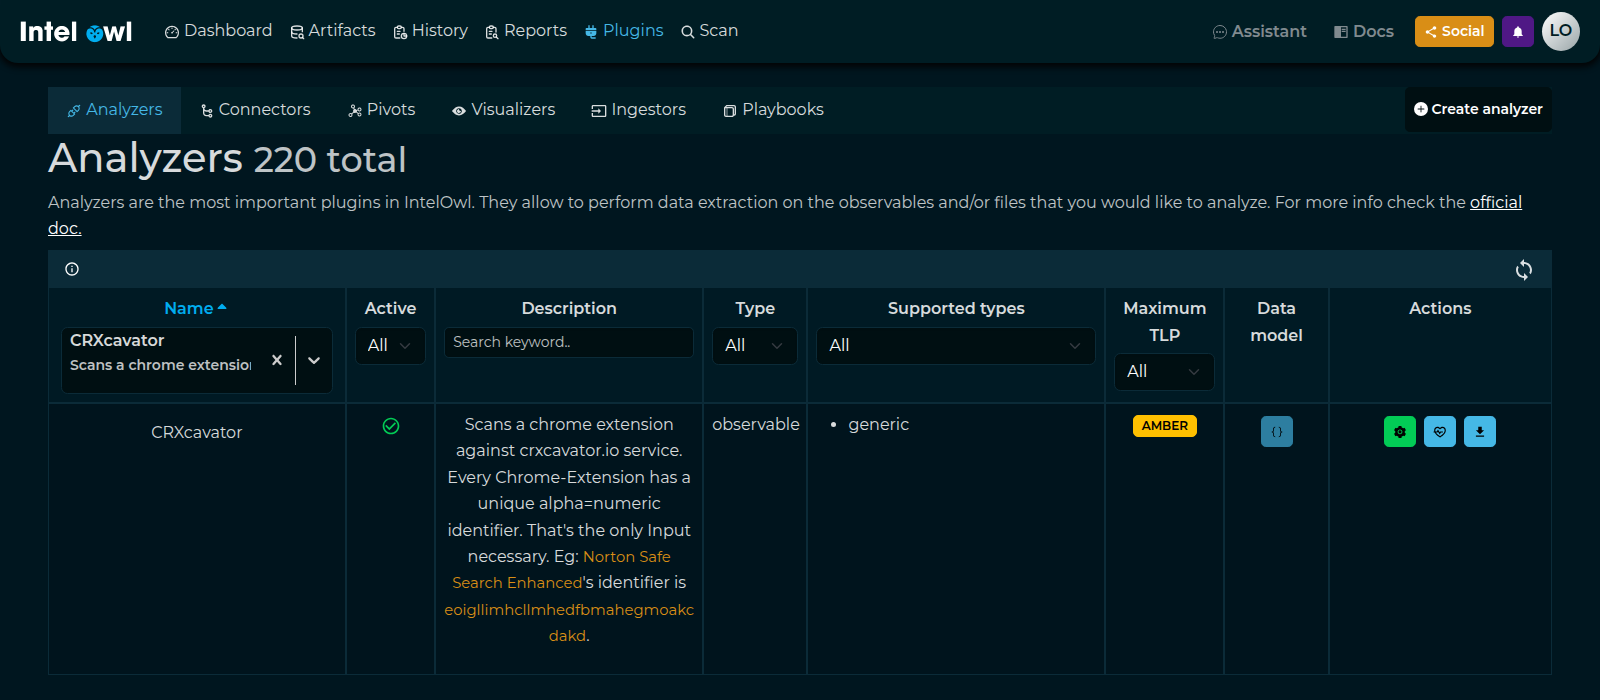 Intel Owl
Dashboard Artifacts History Reports Plugins Scan
Assistant Docs Social LO
Analyzers Connectors Pivots Visualizers Ingestors Playbooks
Create analyzer
Analyzers 220 total
Analyzers are the most important plugins in IntelOwl. They allow to perform data extraction on the observables and/or files that you would like to analyze. For more info check the official
doc.
Name Active Description Type Supported types Maximum
TLP Data
model Actions
CRXcavator
Scans a chrome extension
All Search keyword.. All All All
CRXcavator
Scans a chrome extension
against crxcavator.io service.
Every Chrome-Extension has a
unique alpha=numeric
identifier. That's the only Input
necessary. Eg: Norton Safe
Search Enhanced's identifier is
eoigllimhcllmhedfbmahegmoakc
dakd.
observable
• generic
AMBER
{ }